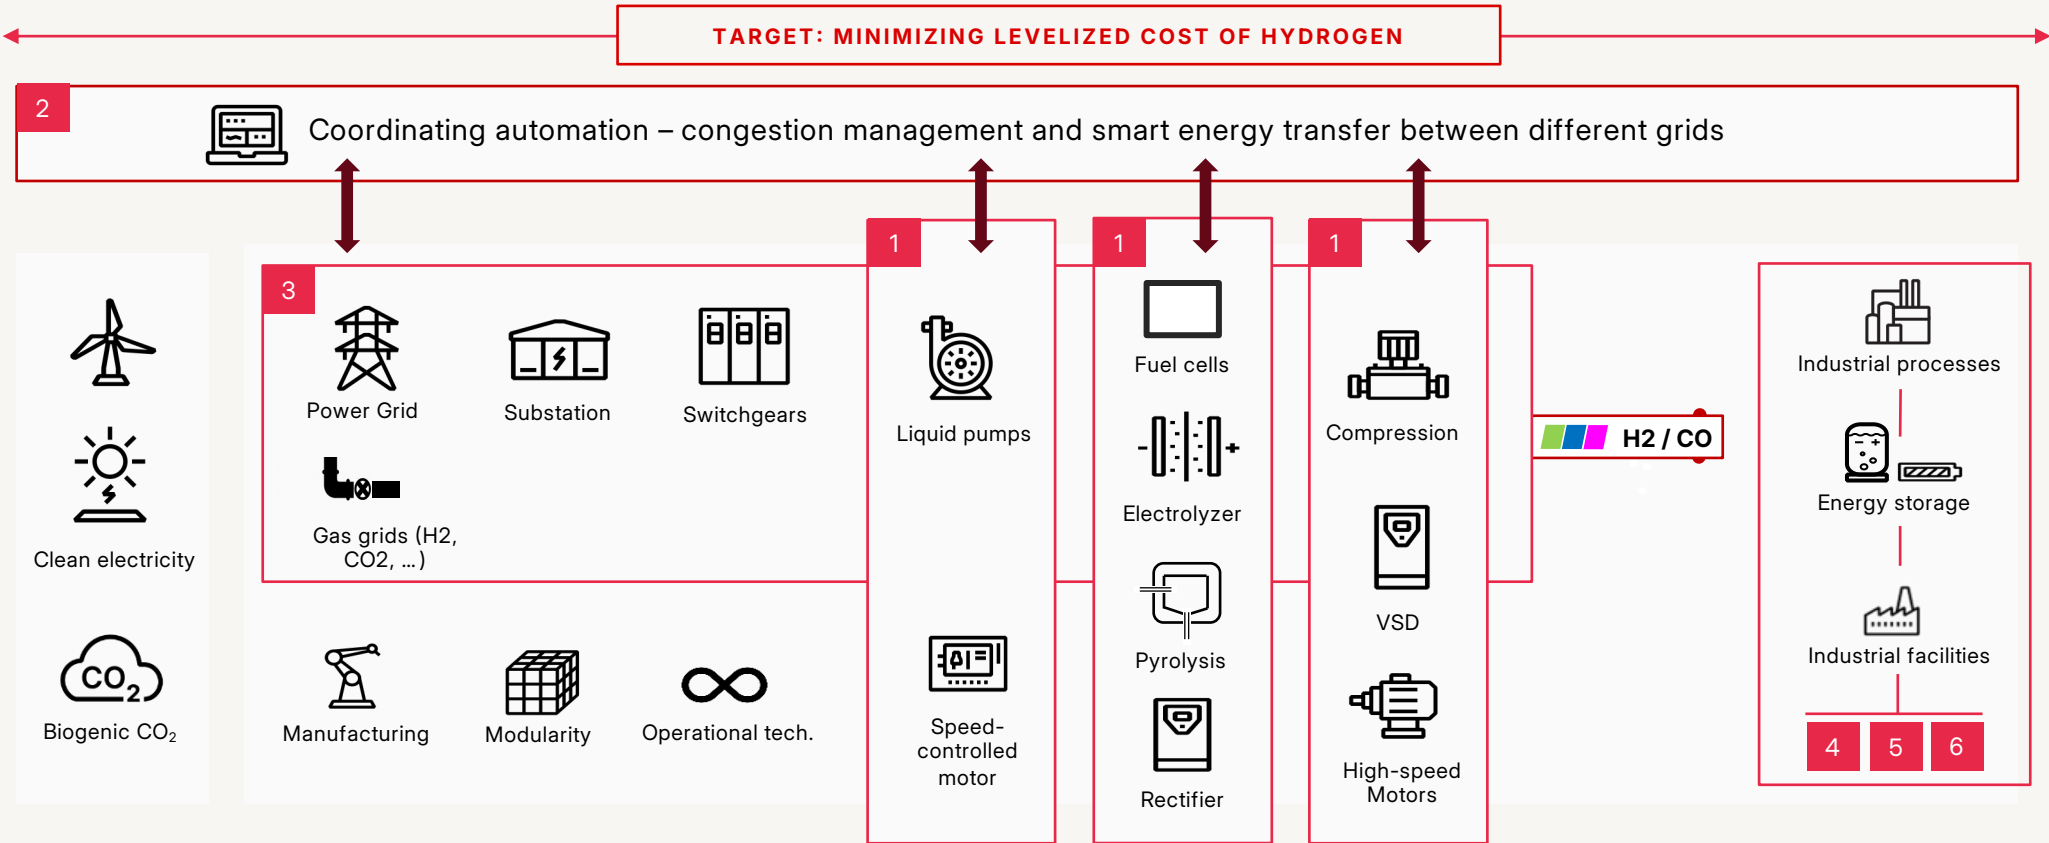 TARGET: MINIMIZING LEVELIZED COST OF HYDROGEN
2
Coordinating automation – congestion management and smart energy transfer between different grids
Clean electricity
CO2
Biogenic CO₂
3
Power Grid
Substation
Switchgears
Gas grids (H2,
CO2, ...)
Manufacturing
Modularity
Operational tech.
1
Liquid pumps
Speed-
controlled
motor
1
Fuel cells
Electrolyzer
Pyrolysis
Rectifier
1
Compression
VSD
High-speed
Motors
H2 / CO
Industrial processes
Energy storage
Industrial facilities
4 5 6